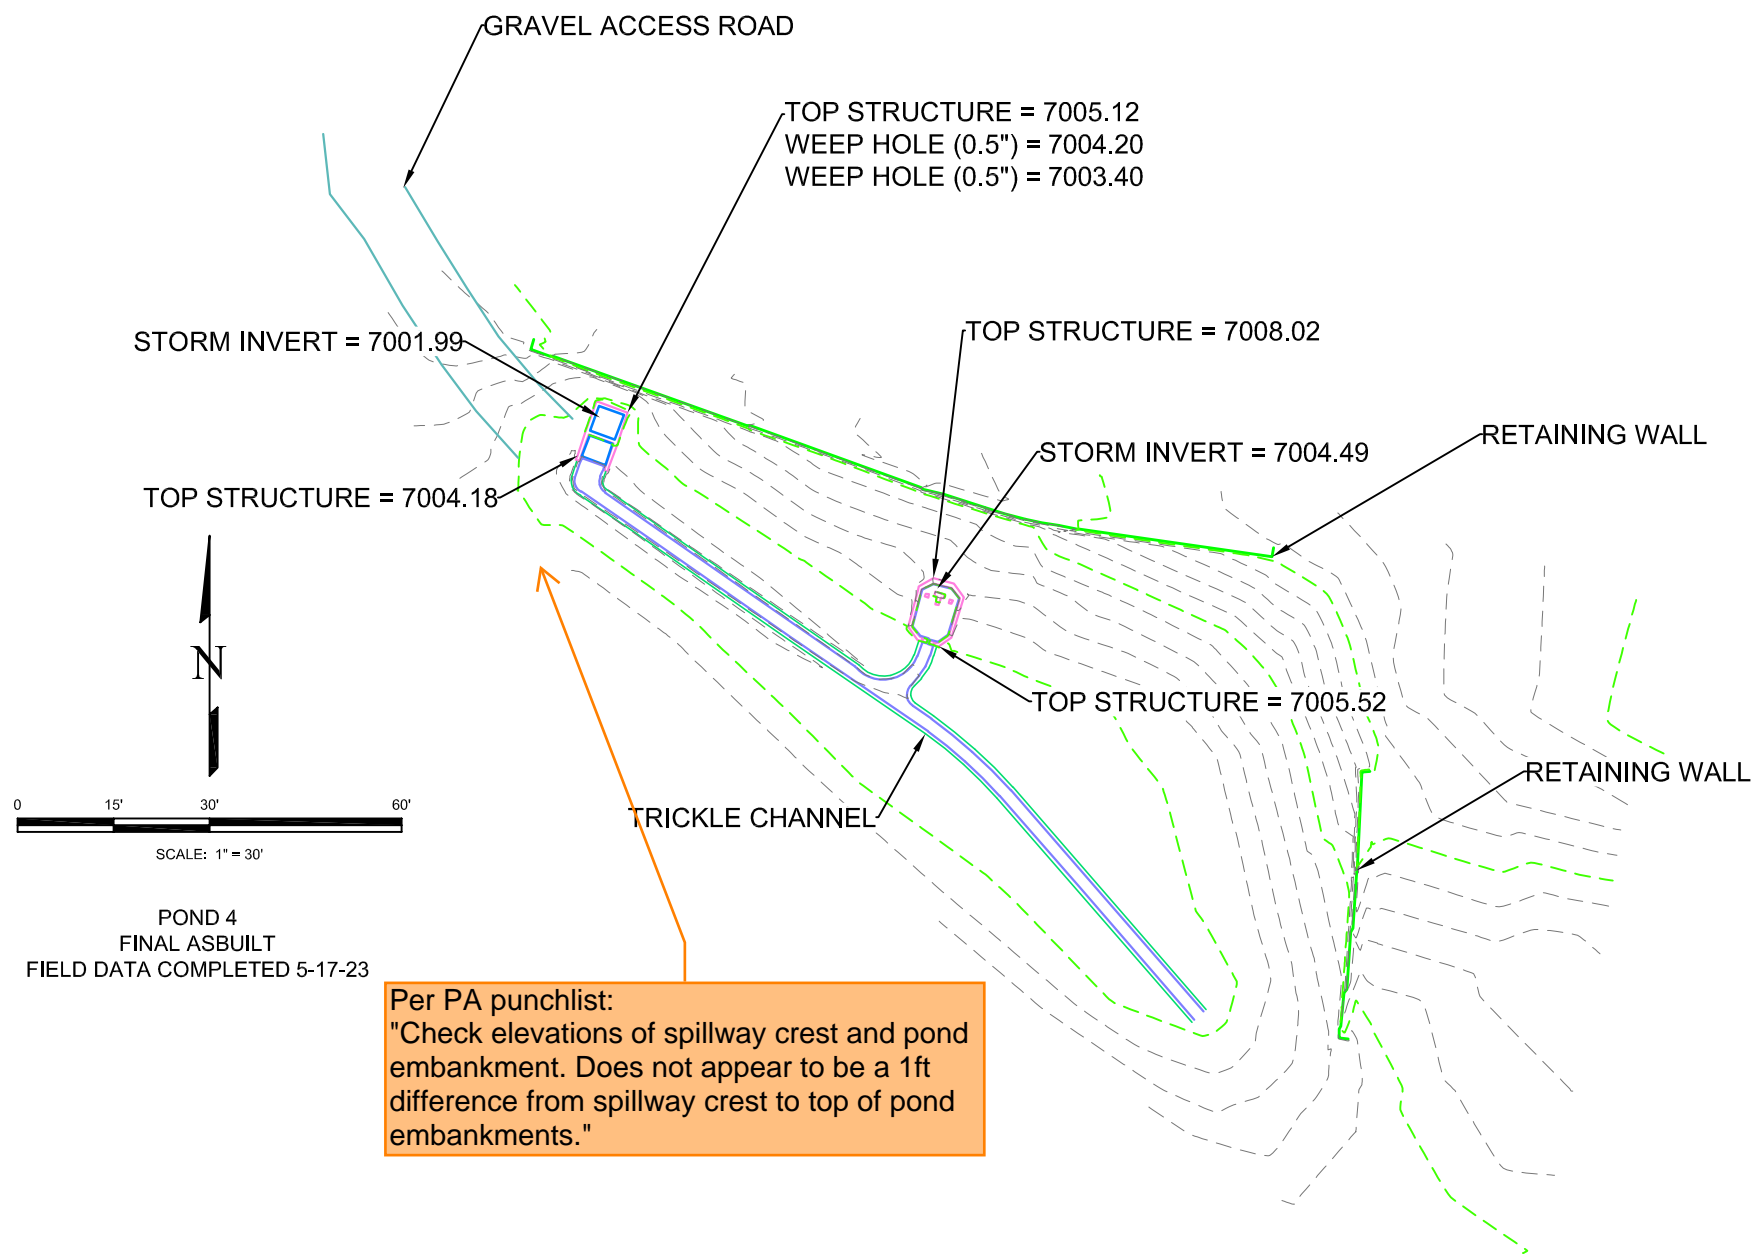 GRAVEL ACCESS ROAD
TOP STRUCTURE = 7005.12
WEEP HOLE (0.5") = 7004.20
WEEP HOLE (0.5") = 7003.40
STORM INVERT = 7001.99
TOP STRUCTURE = 7008.02
RETAINING WALL
STORM INVERT = 7004.49
TOP STRUCTURE = 7004.18
N
TOP STRUCTURE = 7005.52
RETAINING WALL
0 15' 30' 60'
TRICKLE CHANNEL
SCALE: 1" = 30'
POND 4
FINAL ASBUILT
FIELD DATA COMPLETED 5-17-23
Per PA punchlist:
"Check elevations of spillway crest and pond
embankment. Does not appear to be a 1ft
difference from spillway crest to top of pond
embankments."